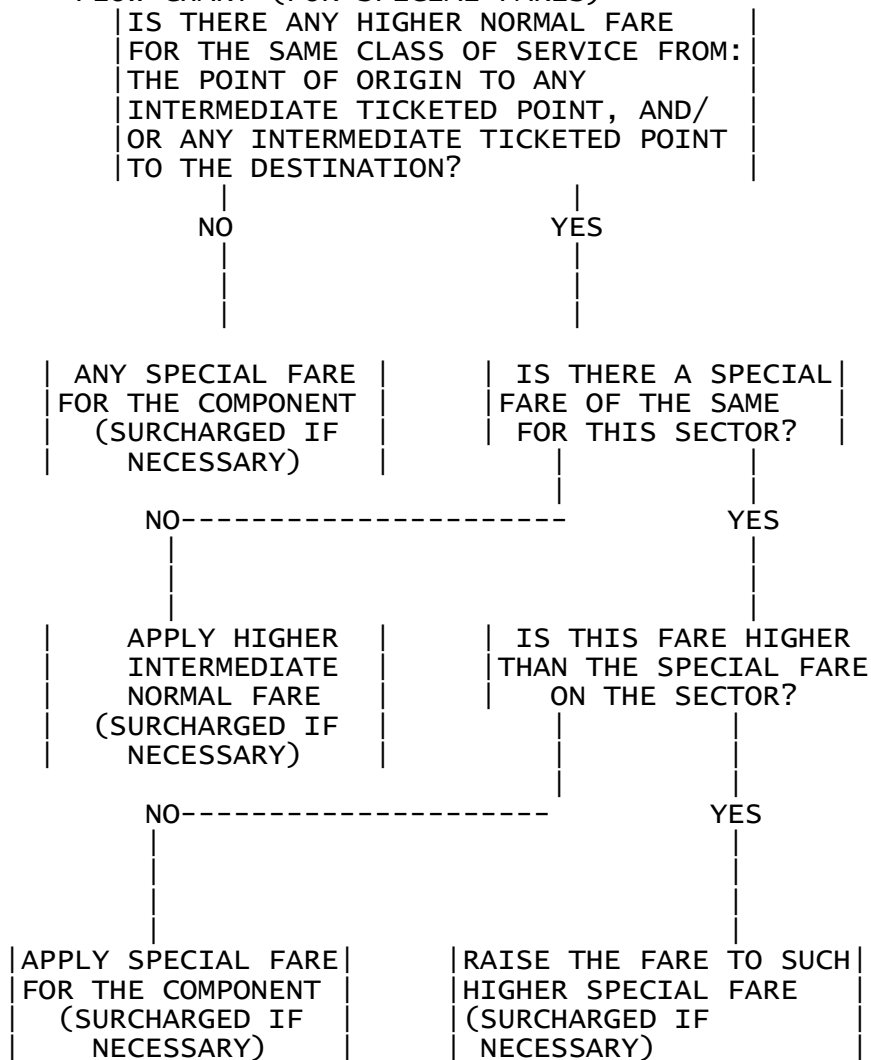 FLOW CHART (FOR SPECIAL FARES)
IS THERE ANY HIGHER NORMAL FARE
FOR THE SAME CLASS OF SERVICE FROM:
THE POINT OF ORIGIN TO ANY
INTERMEDIATE TICKETED POINT, AND/
OR ANY INTERMEDIATE TICKETED POINT
TO THE DESTINATION?
NO
YES
ANY SPECIAL FARE
FOR THE COMPONENT
(SURCHARGED IF
NECESSARY)
IS THERE A SPECIAL
FARE OF THE SAME
FOR THIS SECTOR?
NO
YES
APPLY HIGHER
INTERMEDIATE
NORMAL FARE
(SURCHARGED IF
NECESSARY)
IS THIS FARE HIGHER
THAN THE SPECIAL FARE
ON THE SECTOR?
NO
YES
APPLY SPECIAL FARE
FOR THE COMPONENT
(SURCHARGED IF
NECESSARY)
RAISE THE FARE TO SUCH
HIGHER SPECIAL FARE
(SURCHARGED IF
NECESSARY)